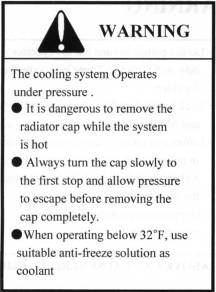 WARNING
The cooling system Operates
under pressure .
● It is dangerous to remove the
radiator cap while the system
is hot
● Always turn the cap slowly to
the first stop and allow pressure
to escape before removing the
cap completely.
●When operating below 32°F, use
suitable anti-freeze solution as
coolant